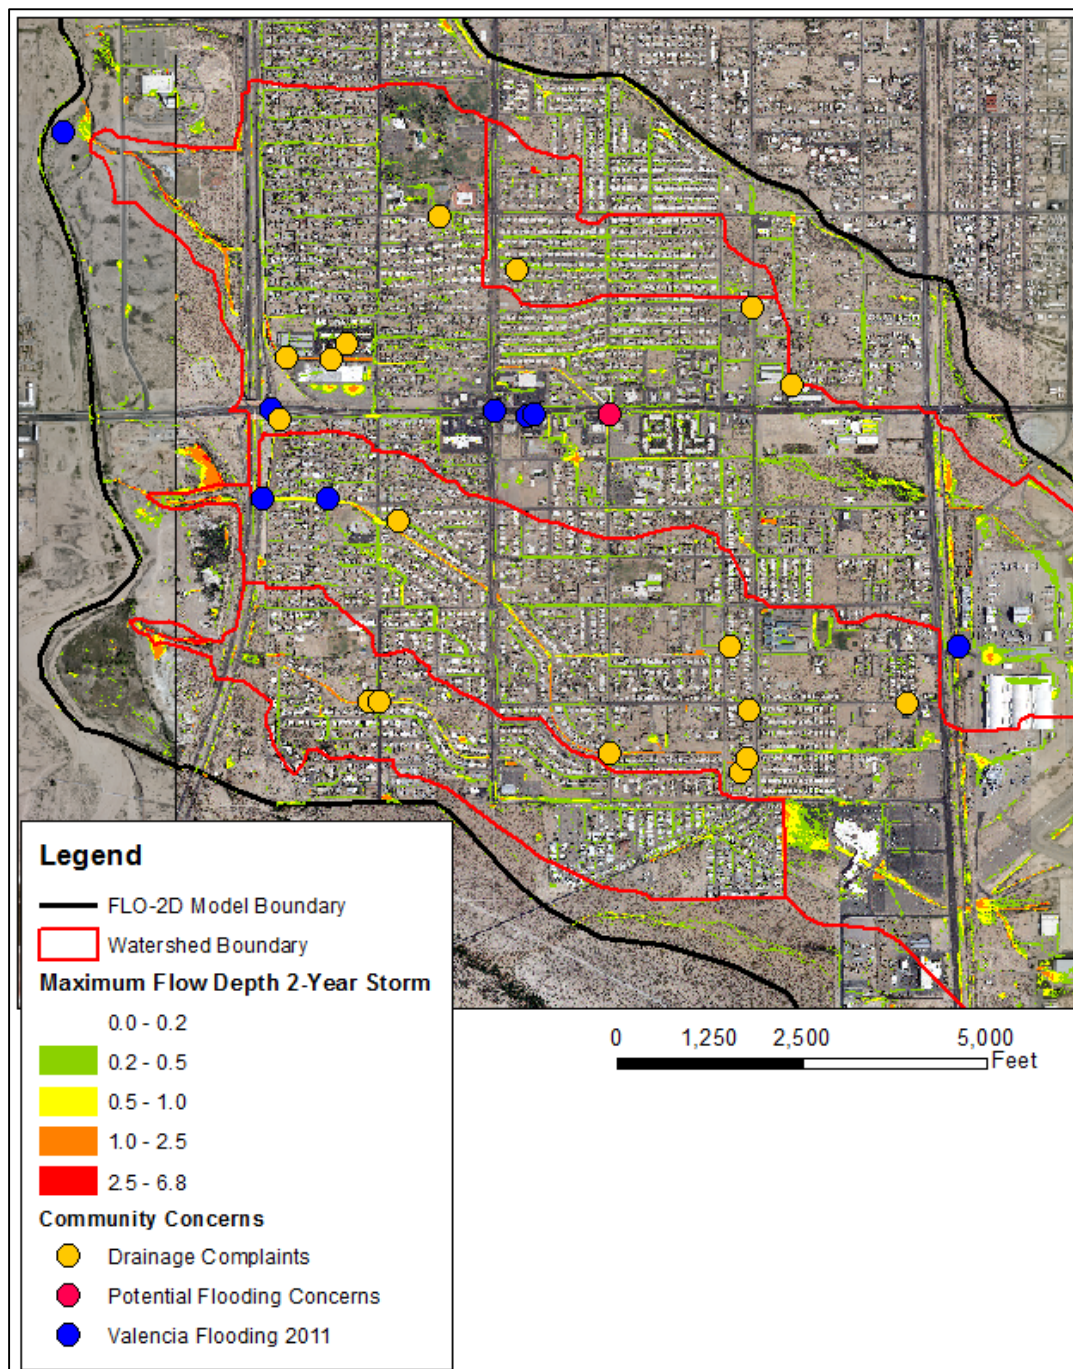 0 1,250 2,500 5,000
Feet
Legend
FLO-2D Model Boundary
Watershed Boundary
Maximum Flow Depth 2-Year Storm
0.0 - 0.2
0.2 - 0.5
0.5 - 1.0
1.0 - 2.5
2.5 - 6.8
Community Concerns
Drainage Complaints
Potential Flooding Concerns
Valencia Flooding 2011